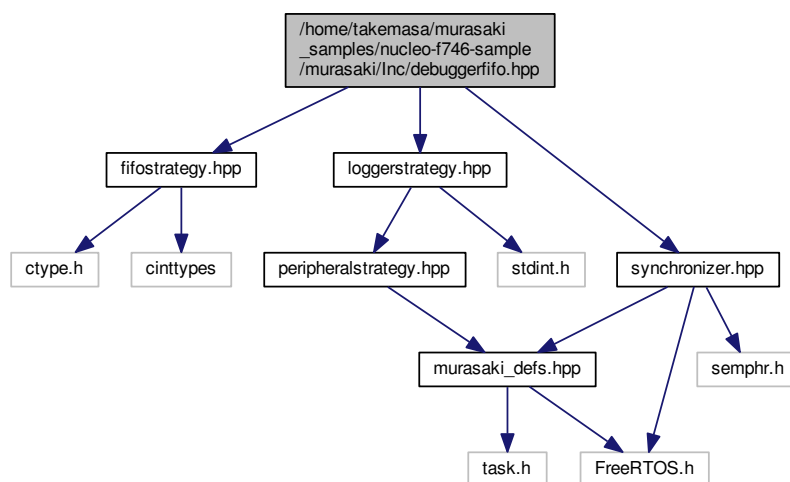 /home/takemasa/murasaki
_samples/nucleo-f746-sample
/murasaki/Inc/debuggerfifo.hpp
fifostrategy.hpp
loggerstrategy.hpp
ctype.h
cinttypes
peripheralstrategy.hpp
stdint.h
synchronizer.hpp
murasaki_defs.hpp
semphr.h
task.h
FreeRTOS.h